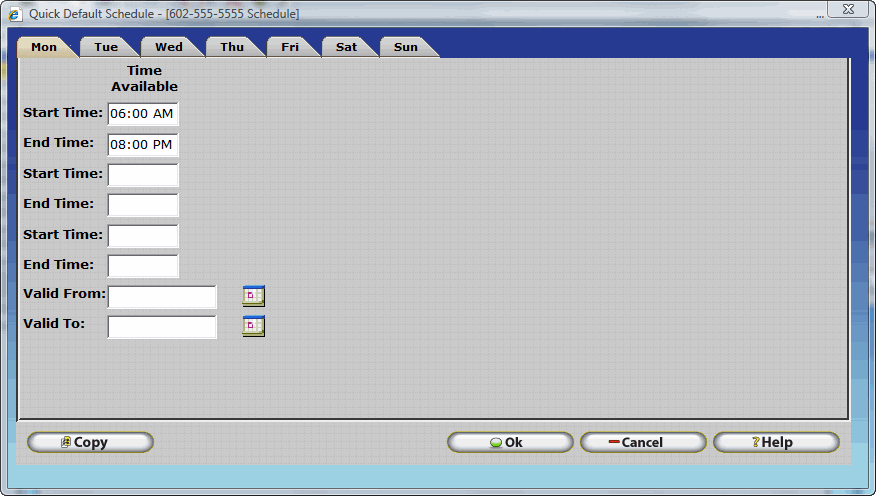 Quick Default Schedule - [602-555-5555 Schedule]
Mon Tue Wed Thu Fri Sat Sun
Time
Available
Start Time: 06:00 AM
End Time: 08:00 PM
Start Time:
End Time:
Start Time:
End Time:
Valid From:
Valid To:
Copy Ok Cancel ?Help